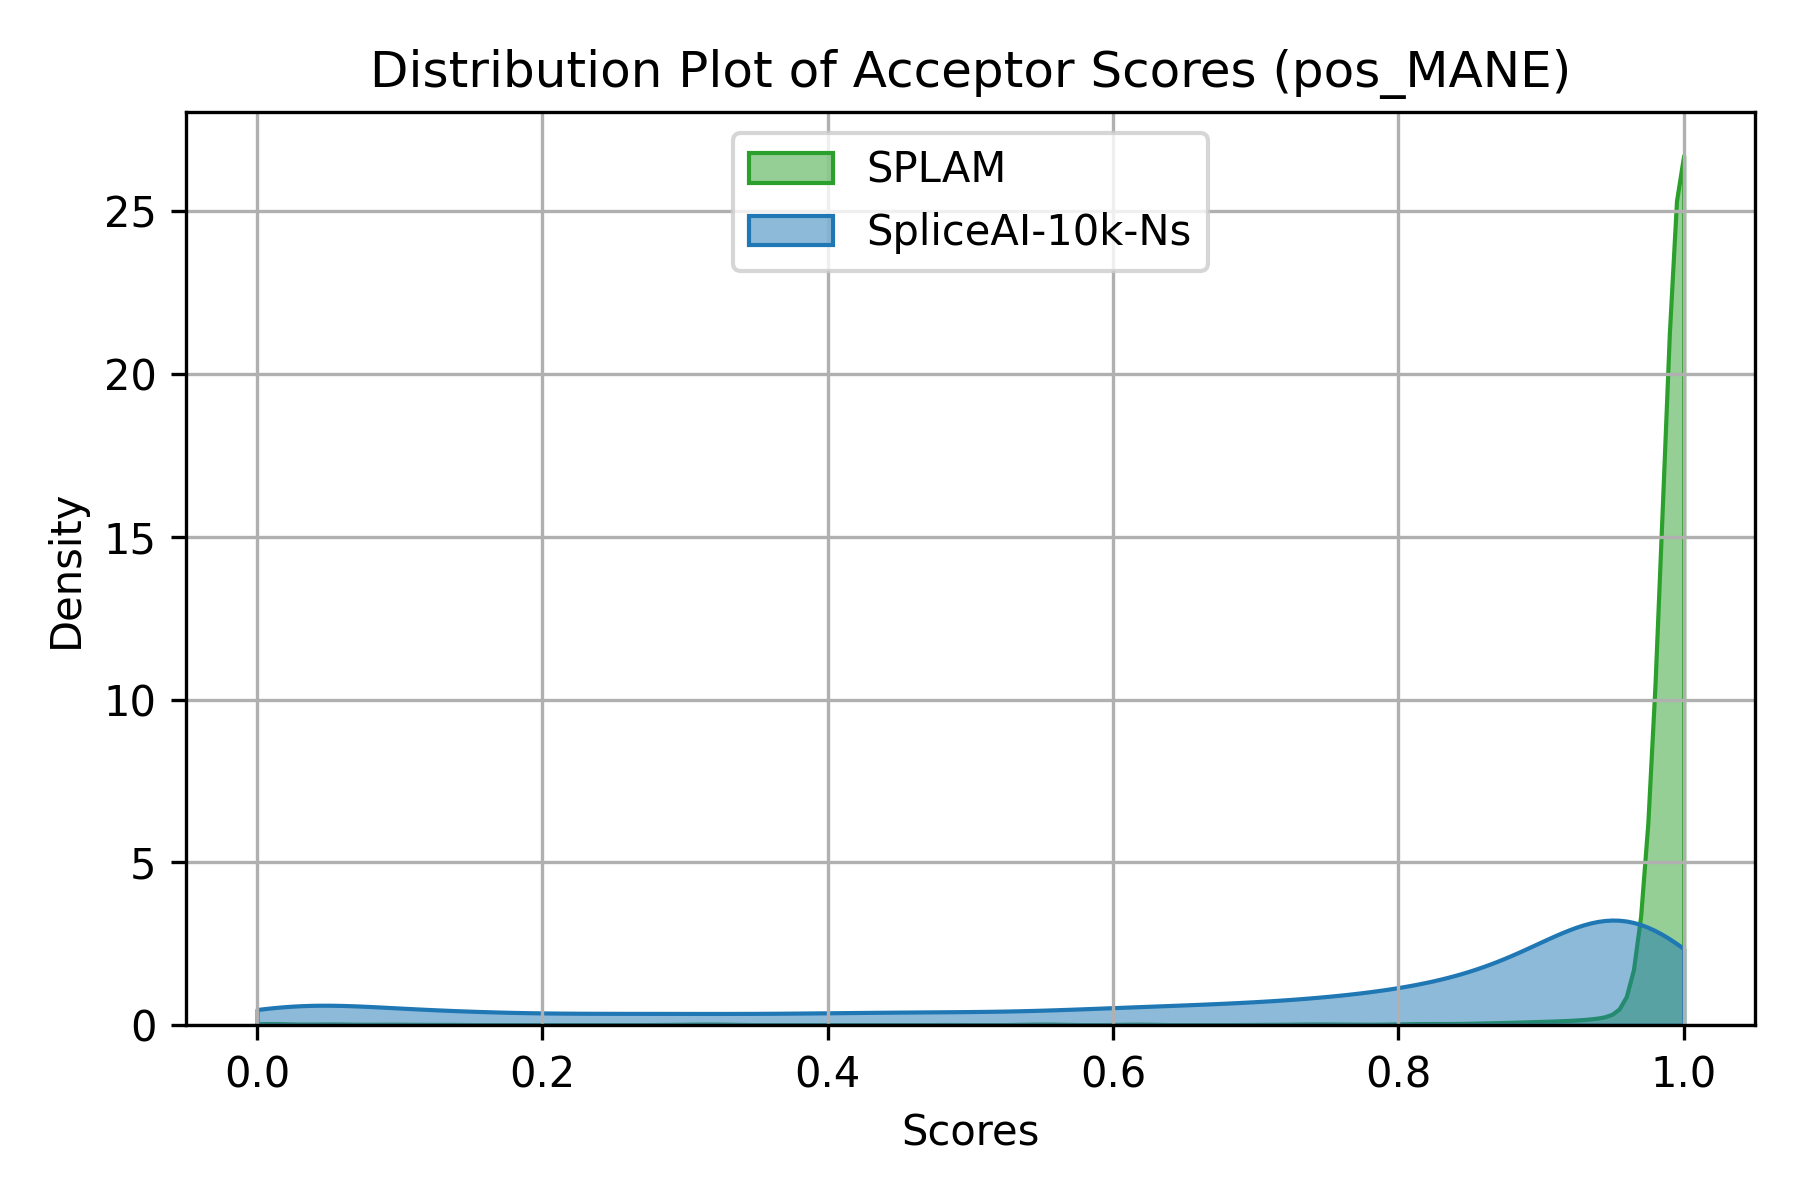 Distribution Plot of Acceptor Scores (pos_MANE)
SPLAM
SpliceAI-10k-Ns
25
20
15
10
5
0
Density
0.0 0.2 0.4 0.6 0.8 1.0
Scores